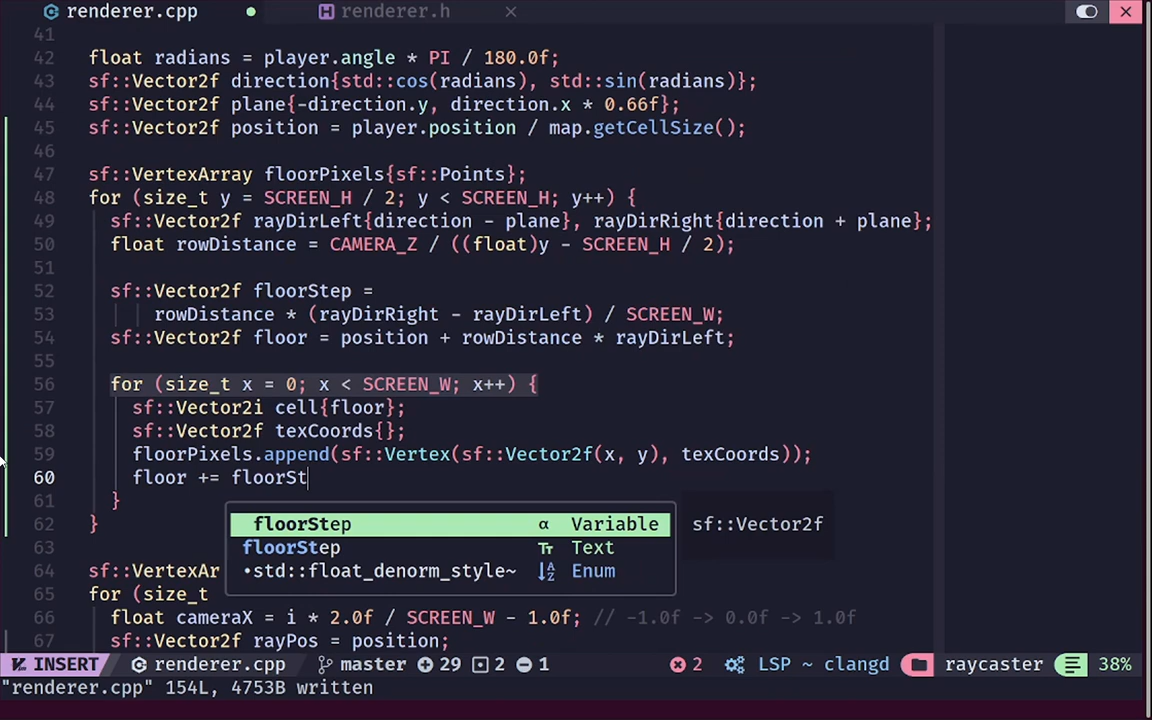 renderer.cpp renderer.h
41
42 float radians = player.angle * PI / 180.0f;
43 sf::Vector2f direction{std::cos(radians), std::sin(radians)};
44 sf::Vector2f plane{-direction.y, direction.x * 0.66f};
45 sf::Vector2f position = player.position / map.getCellSize();
46
47 sf::VertexArray floorPixels{sf::Points};
48 for (size_t y = SCREEN_H / 2; y < SCREEN_H; y++) {
49 sf::Vector2f rayDirLeft{direction - plane}, rayDirRight{direction + plane};
50 float rowDistance = CAMERA_Z / ((float)y - SCREEN_H / 2);
51
52 sf::Vector2f floorStep =
53 rowDistance * (rayDirRight - rayDirLeft) / SCREEN_W;
54 sf::Vector2f floor = position + rowDistance * rayDirLeft;
55
56 for (size_t x = 0; x < SCREEN_W; x++) {
57 sf::Vector2i cell{floor};
58 sf::Vector2f texCoords{};
59 floorPixels.append(sf::Vertex(sf::Vector2f(x, y), texCoords));
60 floor += floorSt
61 }
62 } floorStep α Variable sf::Vector2f
63 floorStep Text
64 sf::VertexAr •std::float_denorm_style~ Enum
65 for (size_t
66 float cameraX = i * 2.0f / SCREEN_W - 1.0f; // -1.0f -> 0.0f -> 1.0f
67 sf::Vector2f rayPos = position;
INSERT renderer.cpp master 29 2 1 2 LSP ~ clangd raycaster 38%
"renderer.cpp" 154L, 4753B written